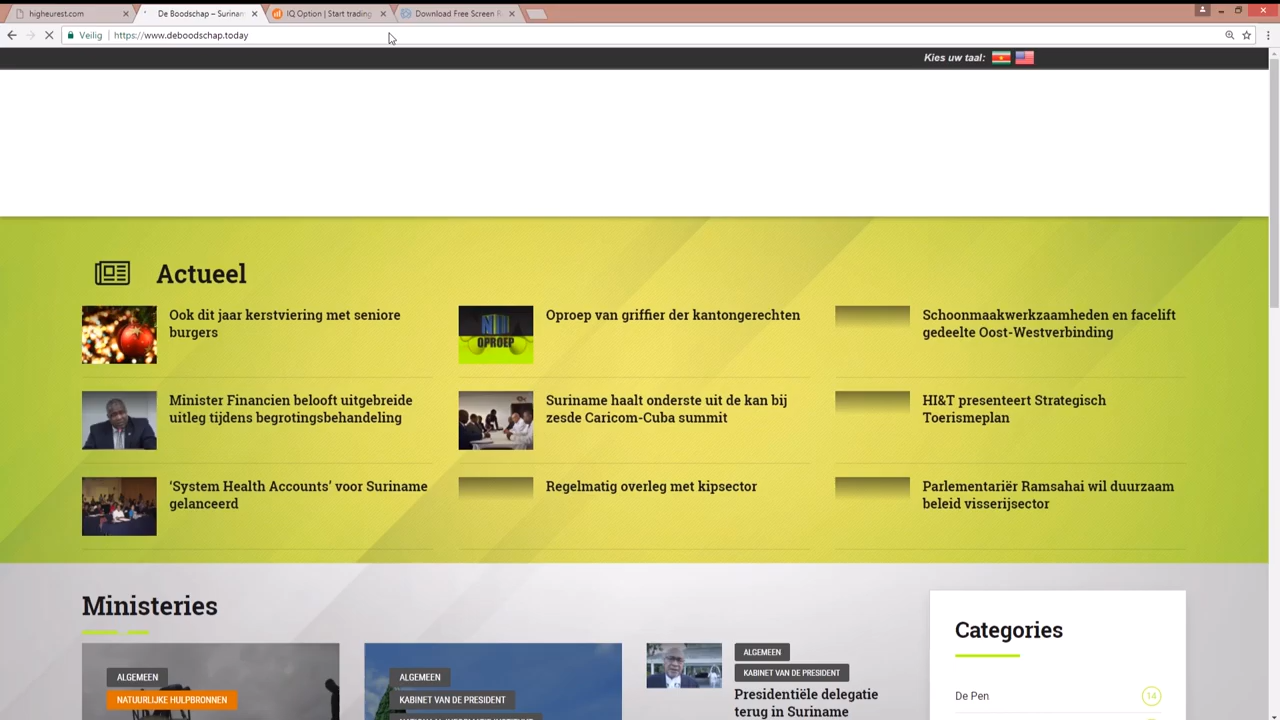 higheurest.com
De Boodschap – Surinam
IQ Option | Start trading
Download Free Screen R
Veilig
https://www.deboodschap.today
Kies uw taal:
Actueel
Ook dit jaar kerstviering met seniore
burgers
Oproep van griffier der kantongerechten
OPROEP
Schoonmaakwerkzaamheden en facelift
gedeelte Oost-Westverbinding
Minister Financien belooft uitgebreide
uitleg tijdens begrotingsbehandeling
Suriname haalt onderste uit de kan bij
zesde Caricom-Cuba summit
HI&T presenteert Strategisch
Toerismeplan
‘System Health Accounts’ voor Suriname
gelanceerd
Regelmatig overleg met kipsector
Parlementariër Ramsahai wil duurzaam
beleid visserijsector
Ministeries
ALGEMEEN
NATUURLIJKE HULPBRONNEN
ALGEMEEN
KABINET VAN DE PRESIDENT
ALGEMEEN
KABINET VAN DE PRESIDENT
Presidentiële delegatie
terug in Suriname
Categories
De Pen
14